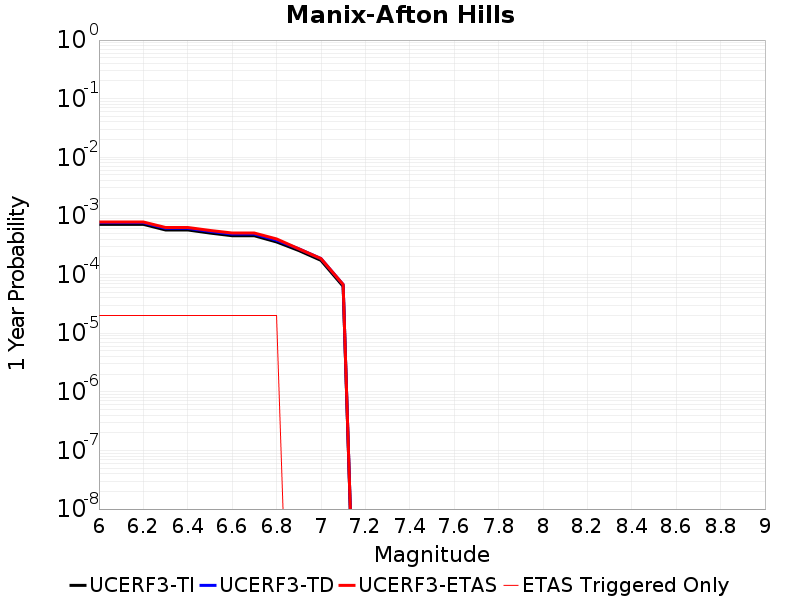 Manix-Afton Hills
10^0
10^-1
10^-2
10^-3
10^-4
10^-5
10^-6
10^-7
10^-8
1 Year Probability
6 6.2 6.4 6.6 6.8 7 7.2 7.4 7.6 7.8 8 8.2 8.4 8.6 8.8 9
Magnitude
UCERF3-TI UCERF3-TD UCERF3-ETAS ETAS Triggered Only